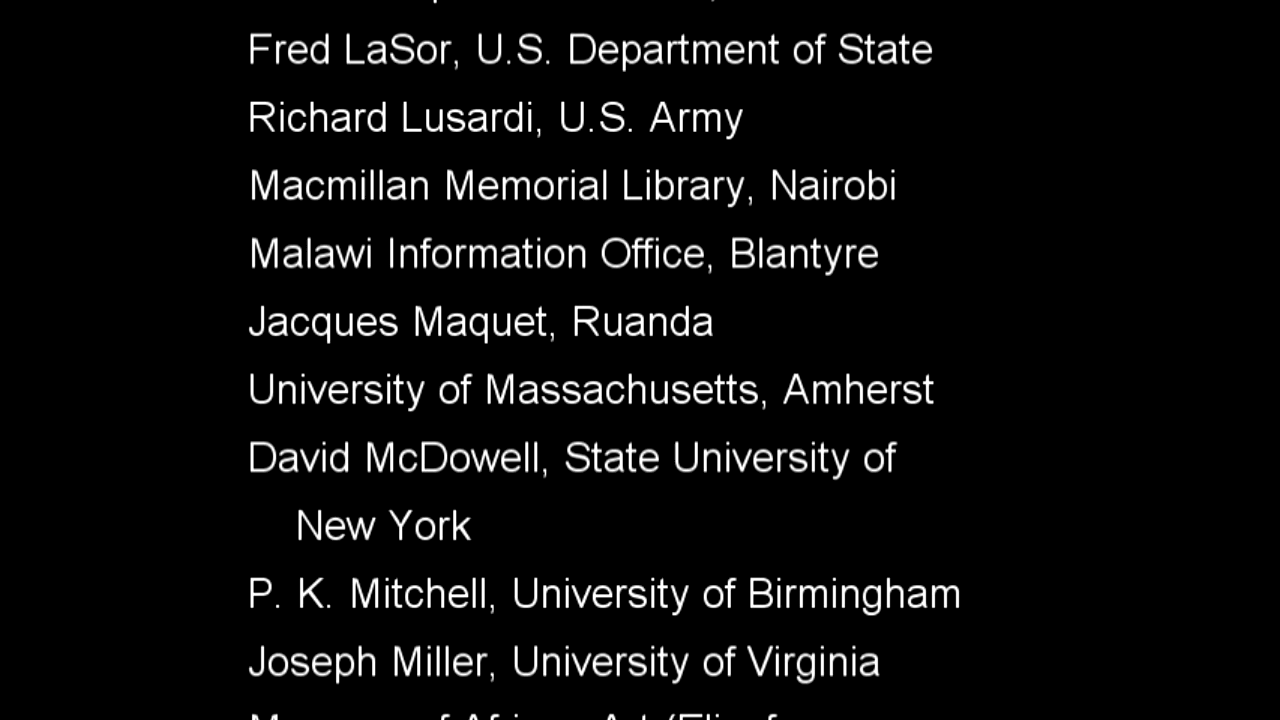 Fred LaSor, U.S. Department of State
Richard Lusardi, U.S. Army
Macmillan Memorial Library, Nairobi
Malawi Information Office, Blantyre
Jacques Maquet, Ruanda
University of Massachusetts, Amherst
David McDowell, State University of
New York
P. K. Mitchell, University of Birmingham
Joseph Miller, University of Virginia